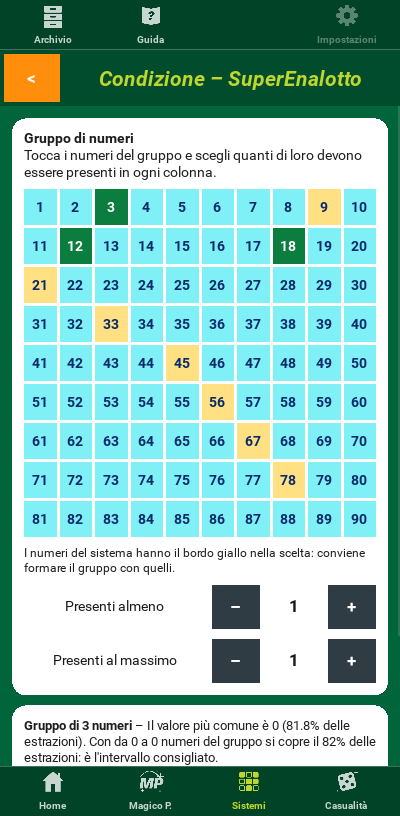 Archivio Guida Impostazioni
< Condizione – SuperEnalotto
Gruppo di numeri
Tocca i numeri del gruppo e scegli quanti di loro devono
essere presenti in ogni colonna.
1 2 3 4 5 6 7 8 9 10
11 12 13 14 15 16 17 18 19 20
21 22 23 24 25 26 27 28 29 30
31 32 33 34 35 36 37 38 39 40
41 42 43 44 45 46 47 48 49 50
51 52 53 54 55 56 57 58 59 60
61 62 63 64 65 66 67 68 69 70
71 72 73 74 75 76 77 78 79 80
81 82 83 84 85 86 87 88 89 90
I numeri del sistema hanno il bordo giallo nella scelta: conviene
formare il gruppo con quelli.
Presenti almeno – 1 +
Presenti al massimo – 1 +
Gruppo di 3 numeri – Il valore più comune è 0 (81.8% delle
estrazioni). Con da 0 a 0 numeri del gruppo si copre il 82% delle
estrazioni: è l'intervallo consigliato.
MP
Home Magico P. Sistemi Casualità